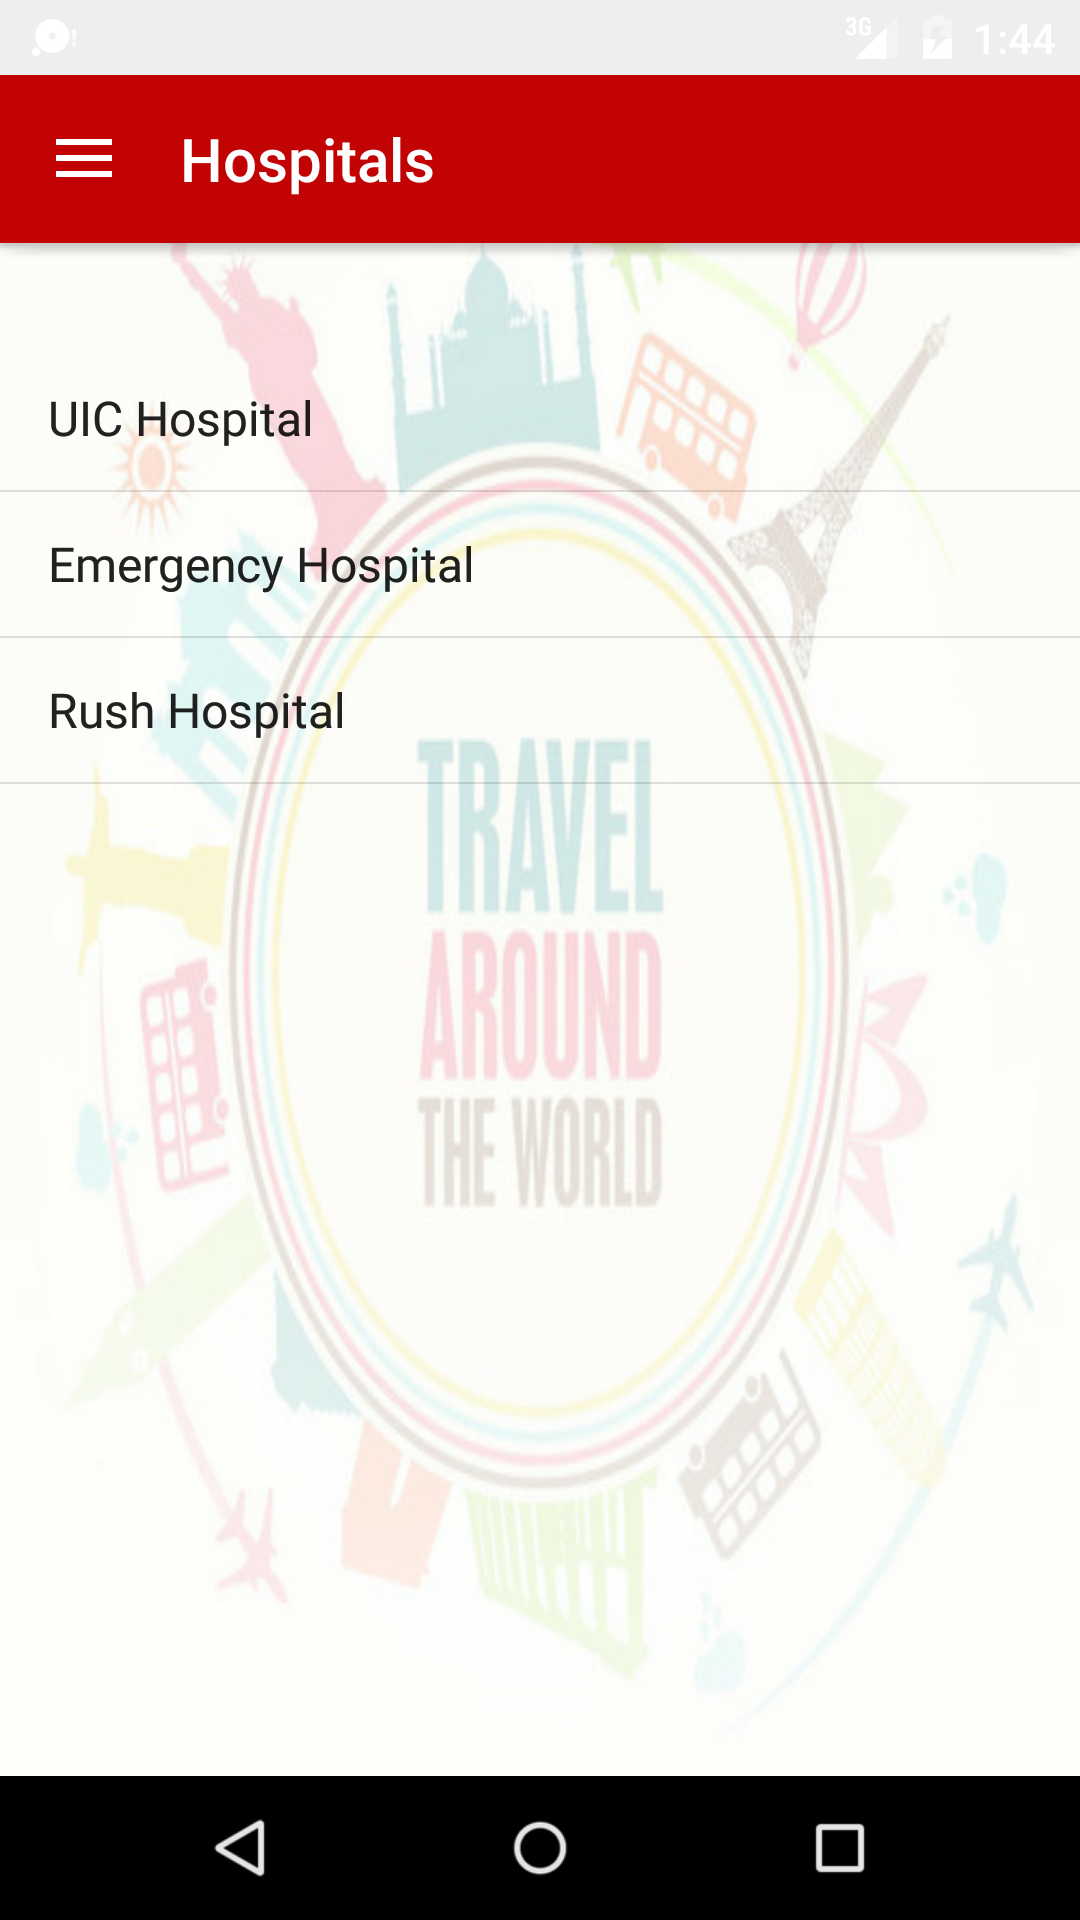 3G 1:44
Hospitals
UIC Hospital
Emergency Hospital
Rush Hospital
TRAVEL
AROUND
THE WORLD